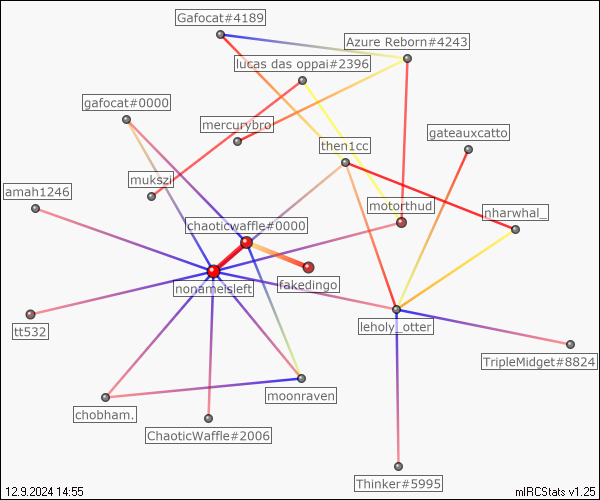 Gafocat#4189
Azure Reborn#4243
lucas das oppai#2396
gafocat#0000
mercurybro
gateauxcatto
then1cc
mukszi
amah1246
motorthud
nharwhal_
chaoticwaffle#0000
nonameisleft
fakedingo
tt532
leholy_otter
TripleMidget#8824
moonraven
chobham.
ChaoticWaffle#2006
Thinker#5995
12.9.2024 14:55
mIRCStats v1.25